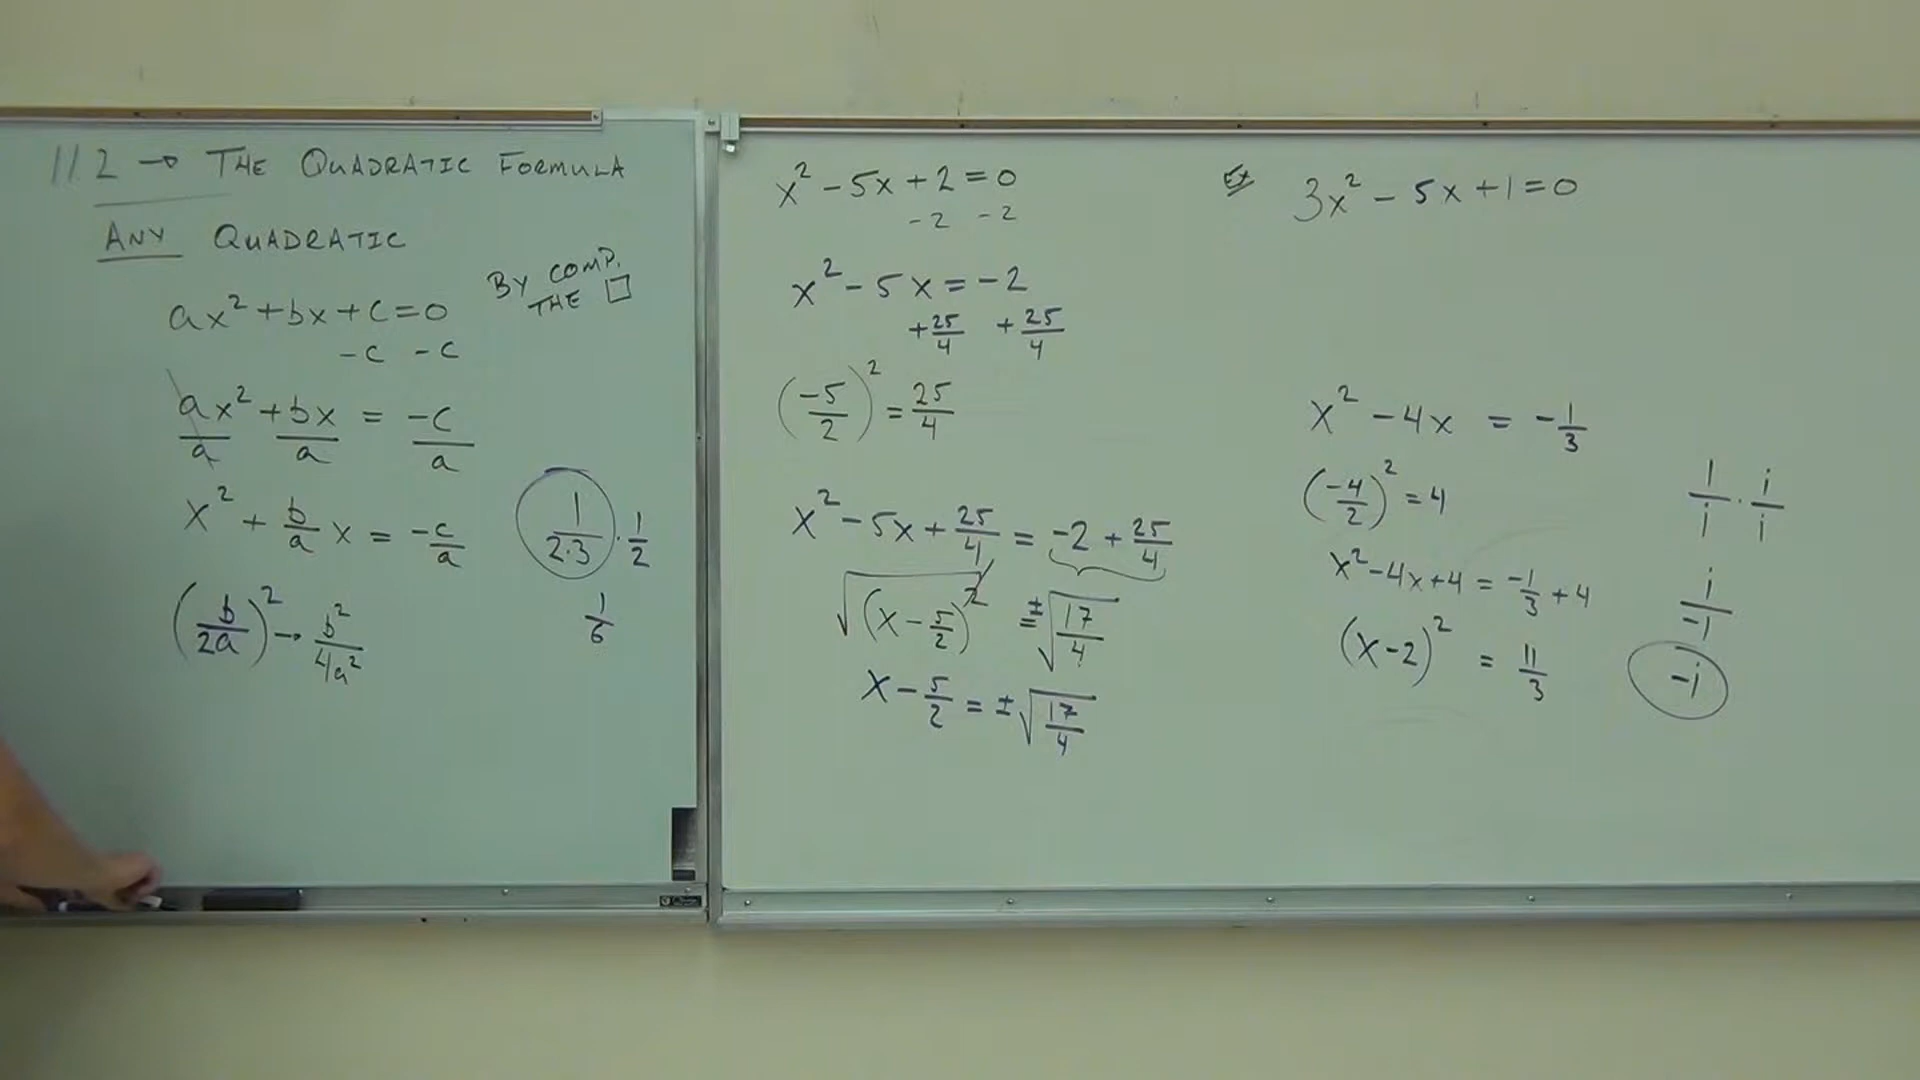 11.2 → THE QUADRATIC FORMULA
ANY QUADRATIC
BY COMP. THE □
ax² + bx + c = 0
-c -c
ax²/a + bx/a = -c/a
x² + b/a x = -c/a
(b/2a)² → b²/4a²
1/2·3 · 1/2
1/6
x² - 5x + 2 = 0
-2 -2
x² - 5x = -2
+25/4 +25/4
(-5/2)² = 25/4
x² - 5x + 25/4 = -2 + 25/4
√(x - 5/2)² = ±√17/4
x - 5/2 = ±√17/4
Ex 3x² - 5x + 1 = 0
x² - 4x = -1/3
(-4/2)² = 4
x² - 4x + 4 = -1/3 + 4
(x - 2)² = 11/3
1/i · i/i
i/-1
-i